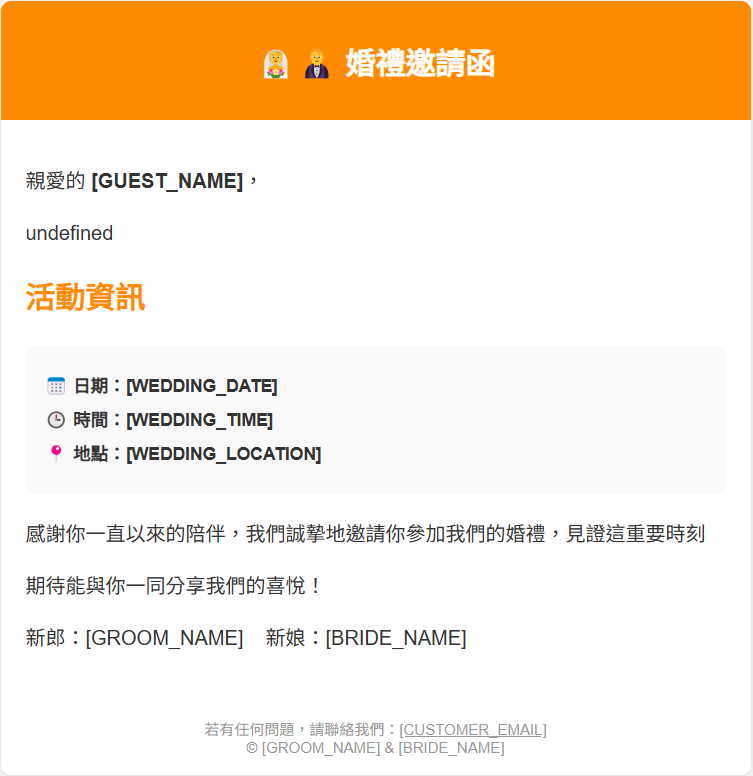 婚禮邀請函
親愛的 [GUEST_NAME]，
undefined
活動資訊
日期：[WEDDING_DATE]
時間：[WEDDING_TIME]
地點：[WEDDING_LOCATION]
感謝你一直以來的陪伴，我們誠摯地邀請你參加我們的婚禮，見證這重要時刻
期待能與你一同分享我們的喜悅！
新郎：[GROOM_NAME]　新娘：[BRIDE_NAME]
若有任何問題，請聯絡我們：[CUSTOMER_EMAIL]
© [GROOM_NAME] & [BRIDE_NAME]